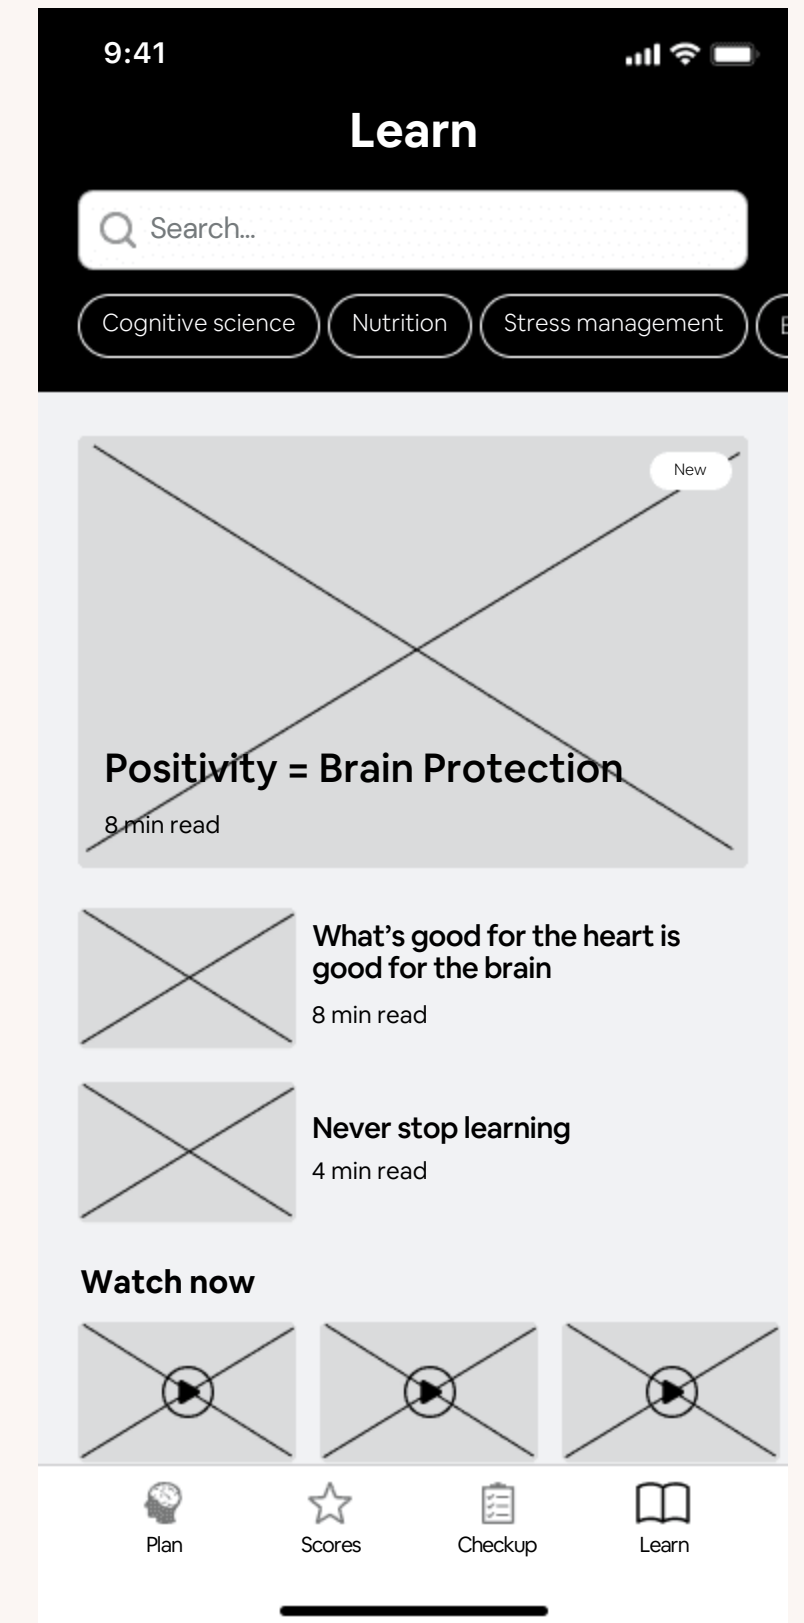 9:41
Learn
Search...
Cognitive science
Nutrition
Stress management
New
Positivity = Brain Protection
8 min read
What's good for the heart is
good for the brain
8 min read
Never stop learning
4 min read
Watch now
Plan
Scores
Checkup
Learn